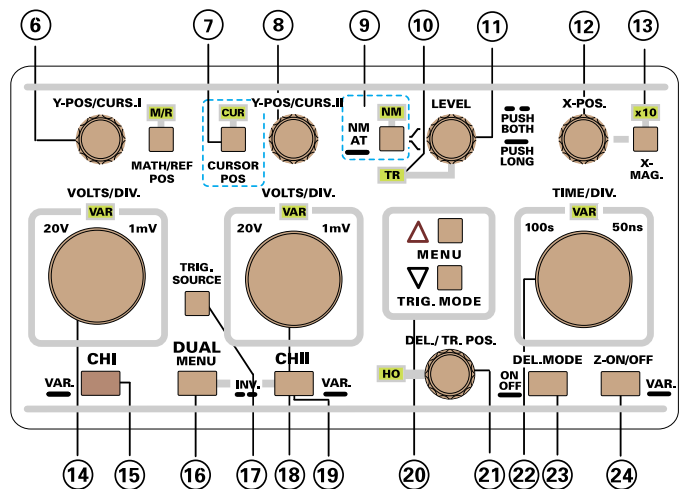 6 7 8 9 10 11 12 13
Y-POS/CURS.I M/R CUR Y-POS/CURS.II NM LEVEL PUSH BOTH X-POS. x10
MATH/REF POS CURSOR POS NM AT PUSH LONG X-MAG.
TR
VOLTS/DIV. VOLTS/DIV. TIME/DIV.
VAR VAR VAR
20V 1mV 20V 1mV 100s 50ns
TRIG. SOURCE MENU
TRIG. MODE
CHI DUAL MENU CHII DEL./ TR. POS. DEL.MODE Z-ON/OFF
VAR. INV. VAR. HO ON OFF VAR.
14 15 16 17 18 19 20 21 22 23 24